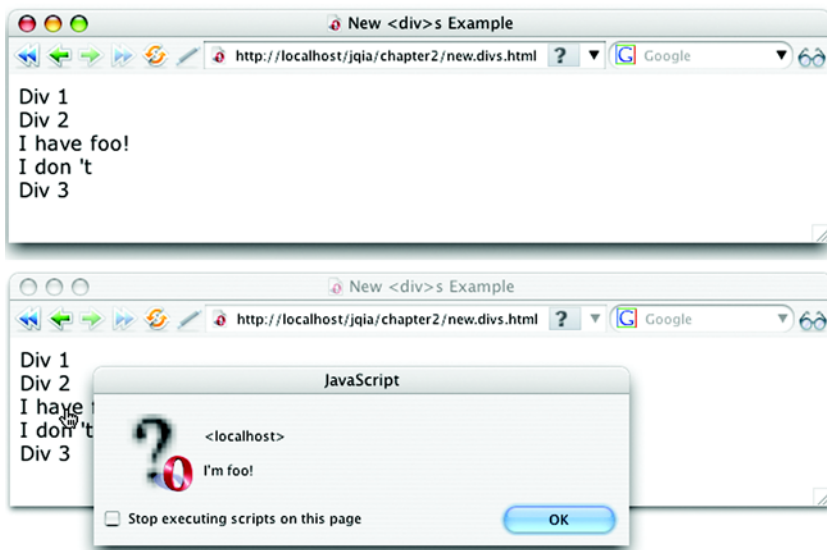 New <div>s Example
http://localhost/jqia/chapter2/new.divs.html ? G Google
Div 1
Div 2
I have foo!
I don 't
Div 3
New <div>s Example
http://localhost/jqia/chapter2/new.divs.html ? G Google
Div 1
Div 2
I have
I don 't
Div 3
JavaScript
<localhost>
I'm foo!
Stop executing scripts on this page
OK